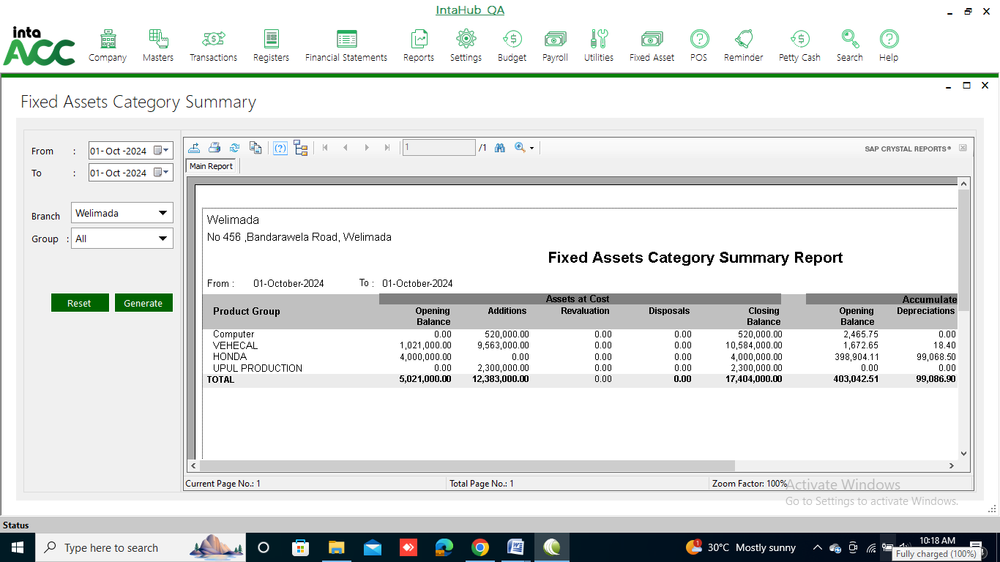 IntaHub_QA
inta
ACC
Company Masters Transactions Registers Financial Statements Reports Settings Budget Payroll Utilities Fixed Asset POS Reminder Petty Cash Search Help
Fixed Assets Category Summary
From : 01- Oct -2024
To : 01- Oct -2024
Branch Welimada
Group : All
Reset Generate
1 /1
SAP CRYSTAL REPORTS®
Main Report
Welimada
No 456 ,Bandarawela Road, Welimada
Fixed Assets Category Summary Report
From : 01-October-2024 To : 01-October-2024
Assets at Cost Accumulate
Product Group Opening Additions Revaluation Disposals Closing Opening Depreciations
Balance Balance Balance
Computer 0.00 520,000.00 0.00 0.00 520,000.00 2,465.75 0.00
VEHECAL 1,021,000.00 9,563,000.00 0.00 0.00 10,584,000.00 1,672.65 18.40
HONDA 4,000,000.00 0.00 0.00 0.00 4,000,000.00 398,904.11 99,068.50
UPUL PRODUCTION 0.00 2,300,000.00 0.00 0.00 2,300,000.00 0.00 0.00
TOTAL 5,021,000.00 12,383,000.00 0.00 0.00 17,404,000.00 403,042.51 99,086.90
Current Page No.: 1 Total Page No.: 1 Zoom Factor: 100%
Activate Windows
Go to Settings to activate Windows.
Status
Type here to search
30°C Mostly sunny
10:18 AM
Fully charged (100%)